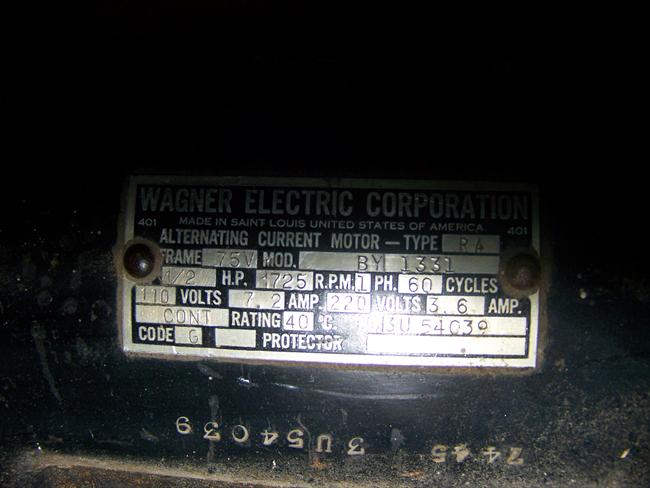 WAGNER ELECTRIC CORPORATION
401 MADE IN SAINT LOUIS UNITED STATES OF AMERICA 401
ALTERNATING CURRENT MOTOR — TYPE RA
FRAME 75V MOD. BY 1331
1/2 H.P. 1725 R.P.M. 1 PH. 60 CYCLES
110 VOLTS 7.2 AMP. 220 VOLTS 3.6 AMP.
CONT RATING 40 °C. 3U54039
CODE G PROTECTOR
3U54039 7445